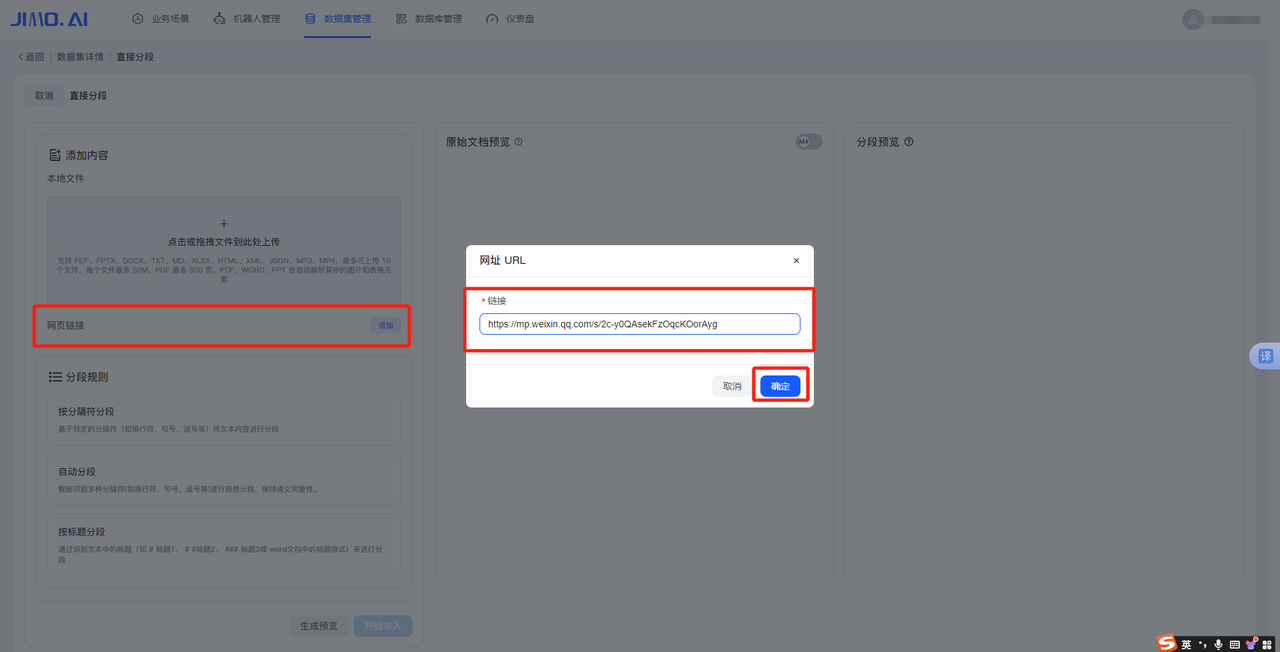 JIMO.AI
业务场景
机器人管理
数据集管理
数据库管理
仪表盘
返回 | 数据集详情 | 直接分段
取消 直接分段
添加内容
本地文件
点击或拖拽文件到此处上传
支持 PDF、PPTX、DOCX、TXT、MD、XLSX、HTML、XML、JSON、MP3、MP4，最多可上传 10
个文件，每个文件最多 50M，PDF 最多 500 页，PDF、WORD、PPT 会自动解析其中的图片和表格元
素
网页链接 添加
分段规则
按分隔符分段
基于特定的分隔符（如换行符、句号、逗号等）将文本内容进行分段
自动分段
智能识别多种分隔符(如换行符、句号、逗号等)进行自然分段，保持语义完整性。
按标题分段
通过识别文本中的标题（如 # 标题1、 # #标题2、 ### 标题3或 word文档中的标题格式）来进行分
段
生成预览 开始导入
原始文档预览
分段预览
网址 URL
*链接
https://mp.weixin.qq.com/s/2c-y0QAsekFzOqcKOorAyg
取消 确定
译
英